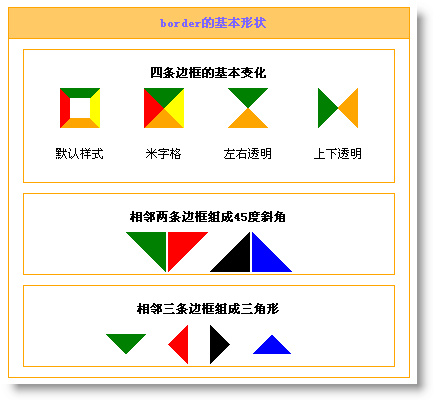 border的基本形状
四条边框的基本变化
默认样式 米字格 左右透明 上下透明
相邻两条边框组成45度斜角
相邻三条边框组成三角形